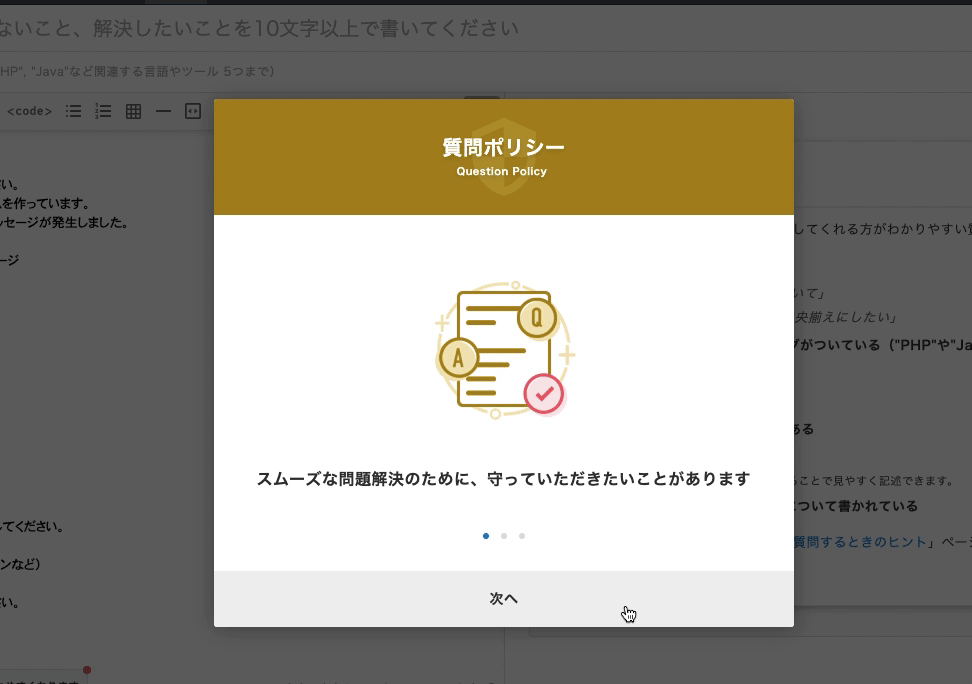 ないこと、解決したいことを10文字以上で書いてください
HP", "Java"など関連する言語やツール 5つまで）
<code>
質問ポリシー
Question Policy
さい。
を作っています。
ッセージが発生しました。
ージ
してくれる方がわかりやすい質
いて」
央揃えにしたい」
グがついている（"PHP"や"Ja
Q
A
ある
スムーズな問題解決のために、守っていただきたいことがあります
ことで見やすく記述できます。
について書かれている
してください。
質問するときのヒント」ページ
ンなど）
次へ
さい。